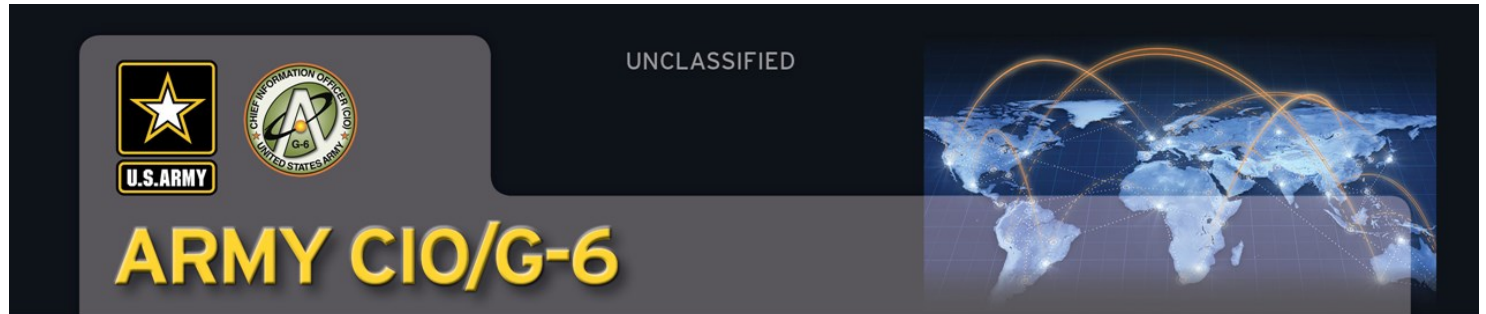 UNCLASSIFIED
CHIEF INFORMATION OFFICER (CIO)
G-6
UNITED STATES ARMY
U.S.ARMY
ARMY CIO/G-6